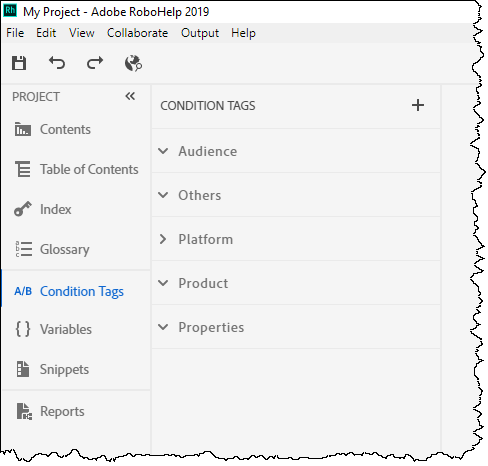 Rh My Project - Adobe RoboHelp 2019
File Edit View Collaborate Output Help
PROJECT
Contents
Table of Contents
Index
abc Glossary
A/B Condition Tags
{ } Variables
Snippets
Reports
CONDITION TAGS
Audience
Others
Platform
Product
Properties